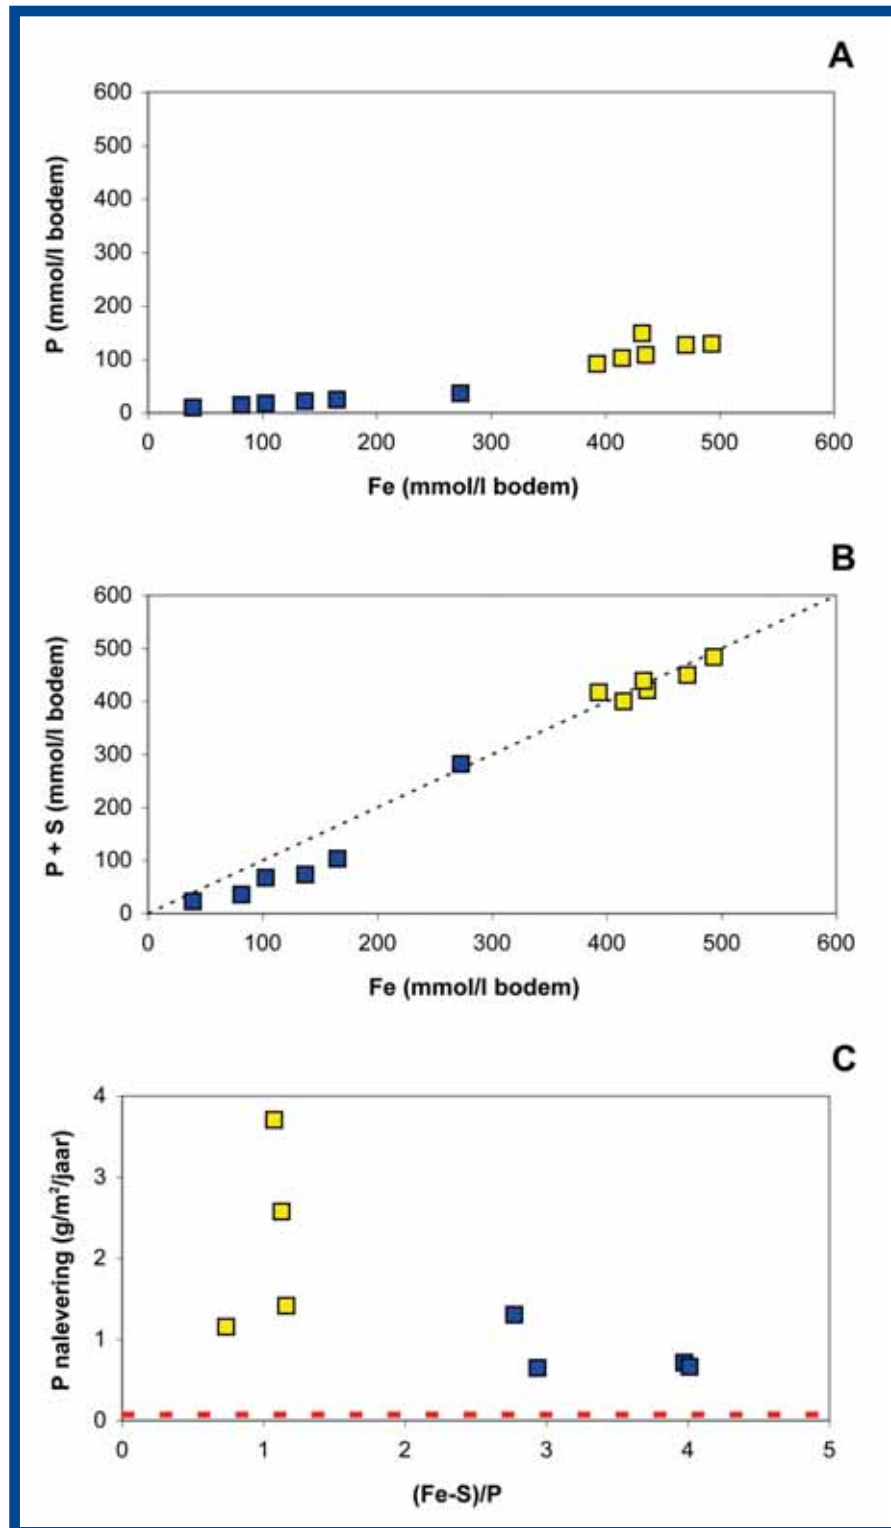 A
600
500
400
300
200
100
0
P (mmol/l bodem)
0 100 200 300 400 500 600
Fe (mmol/l bodem)
B
600
500
400
300
200
100
0
P + S (mmol/l bodem)
0 100 200 300 400 500 600
Fe (mmol/l bodem)
C
4
3
2
1
0
P nalevering (g/m²/jaar)
0 1 2 3 4 5
(Fe-S)/P